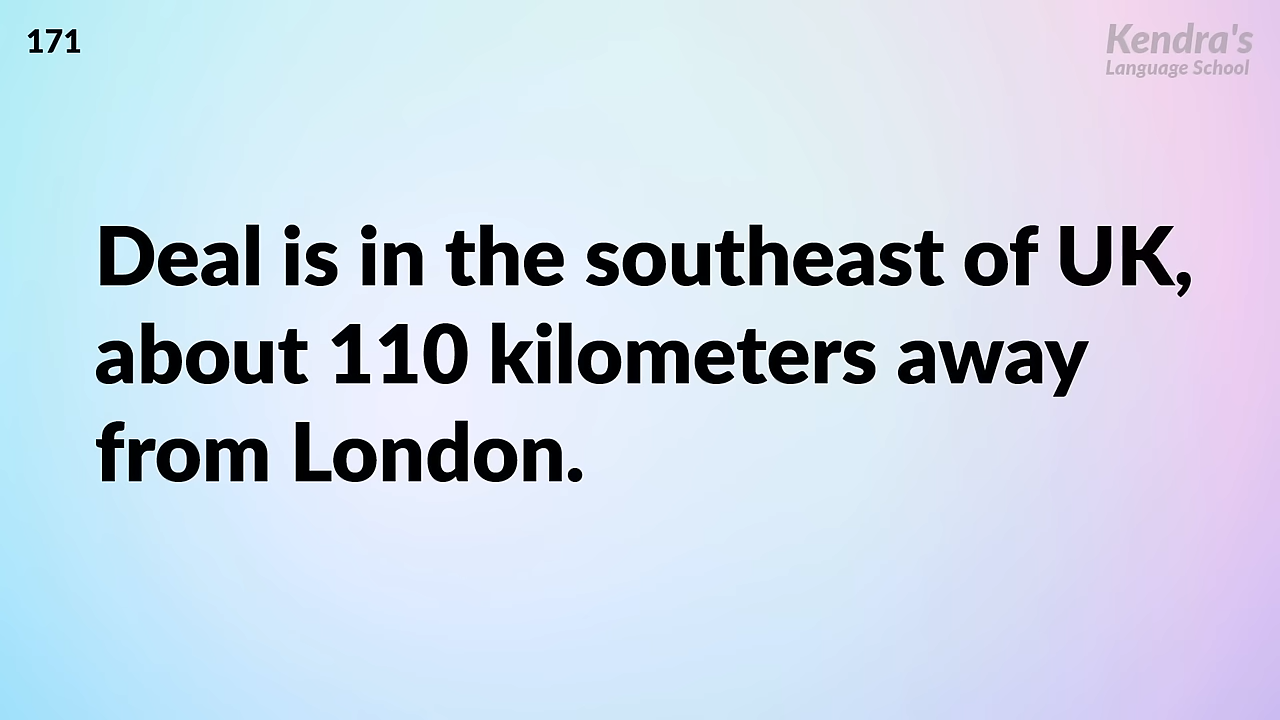 171
Kendra's
Language School
Deal is in the southeast of UK,
about 110 kilometers away
from London.